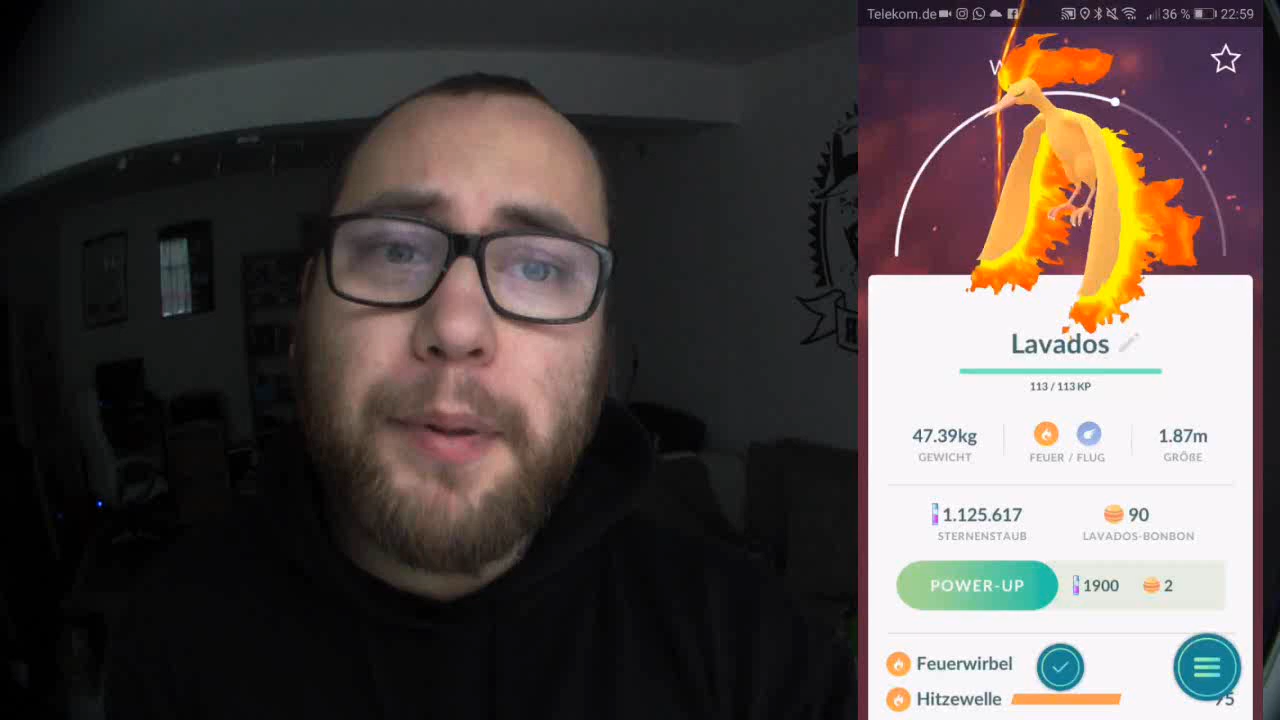 Telekom.de 36 % 22:59
W
Lavados
113 / 113 KP
47.39kg 1.87m
GEWICHT FEUER / FLUG GRÖßE
1.125.617 90
STERNENSTAUB LAVADOS-BONBON
POWER-UP 1900 2
Feuerwirbel
Hitzewelle 75